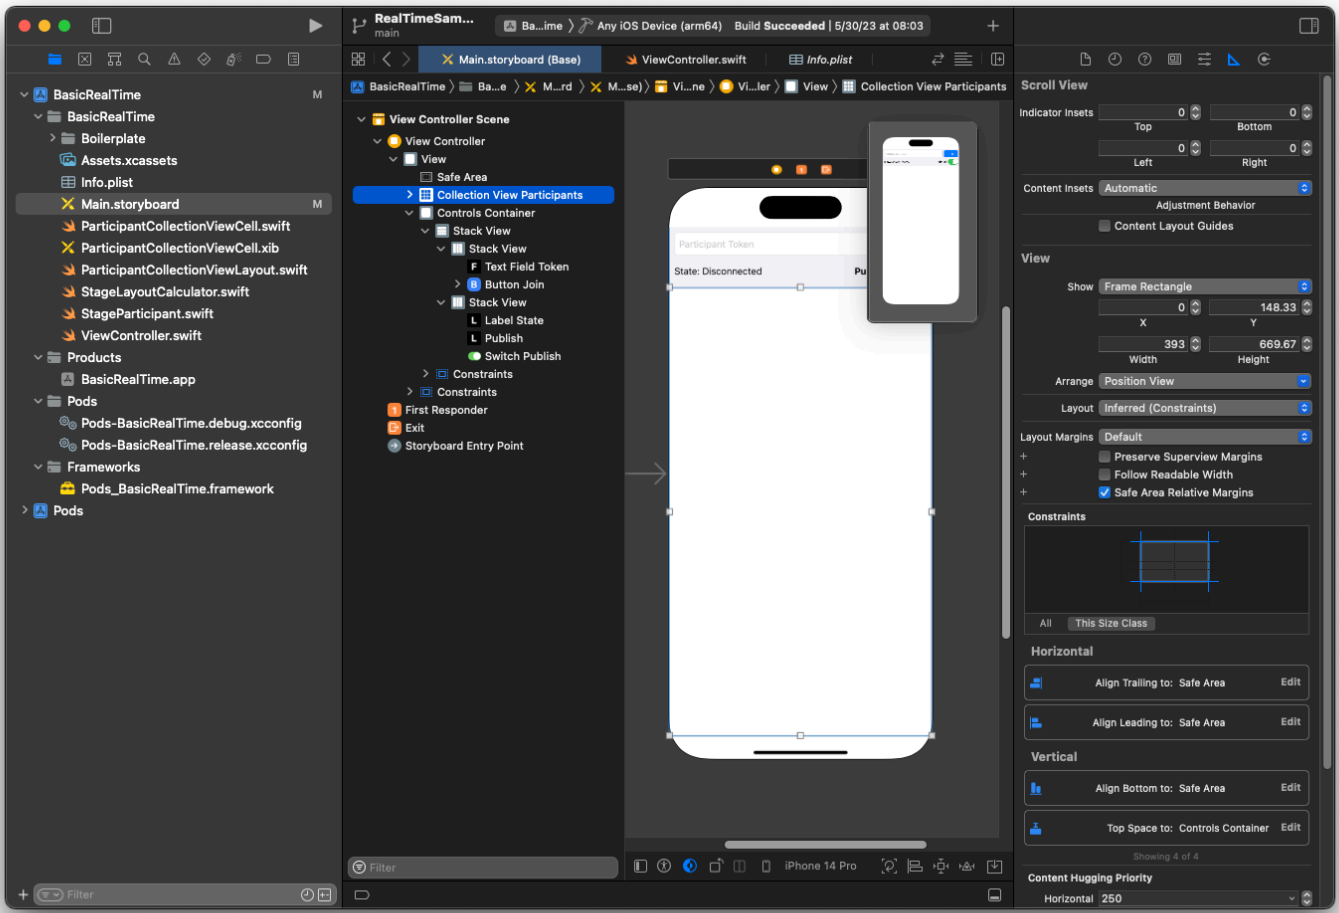 RealTimeSam...
main
Ba...ime
Any iOS Device (arm64)
Build Succeeded | 5/30/23 at 08:03
Main.storyboard (Base)
ViewController.swift
Info.plist
BasicRealTime
Ba...e
M...rd
M...se)
Vi...ne
Vi...ler
View
Collection View Participants
BasicRealTime M
BasicRealTime
Boilerplate
Assets.xcassets
Info.plist
Main.storyboard M
ParticipantCollectionViewCell.swift
ParticipantCollectionViewCell.xib
ParticipantCollectionViewLayout.swift
StageLayoutCalculator.swift
StageParticipant.swift
ViewController.swift
Products
BasicRealTime.app
Pods
Pods-BasicRealTime.debug.xcconfig
Pods-BasicRealTime.release.xcconfig
Frameworks
Pods_BasicRealTime.framework
Pods
Filter
View Controller Scene
View Controller
View
Safe Area
Collection View Participants
Controls Container
Stack View
Stack View
F Text Field Token
B Button Join
Stack View
L Label State
L Publish
Switch Publish
Constraints
Constraints
1 First Responder
Exit
Storyboard Entry Point
Filter
Participant Token
State: Disconnected Pu
iPhone 14 Pro
Scroll View
Indicator Insets 0 0
Top Bottom
0 0
Left Right
Content Insets Automatic
Adjustment Behavior
Content Layout Guides
View
Show Frame Rectangle
0 148.33
X Y
393 669.67
Width Height
Arrange Position View
Layout Inferred (Constraints)
Layout Margins Default
Preserve Superview Margins
Follow Readable Width
Safe Area Relative Margins
Constraints
All This Size Class
Horizontal
Align Trailing to: Safe Area Edit
Align Leading to: Safe Area Edit
Vertical
Align Bottom to: Safe Area Edit
Top Space to: Controls Container Edit
Showing 4 of 4
Content Hugging Priority
Horizontal 250